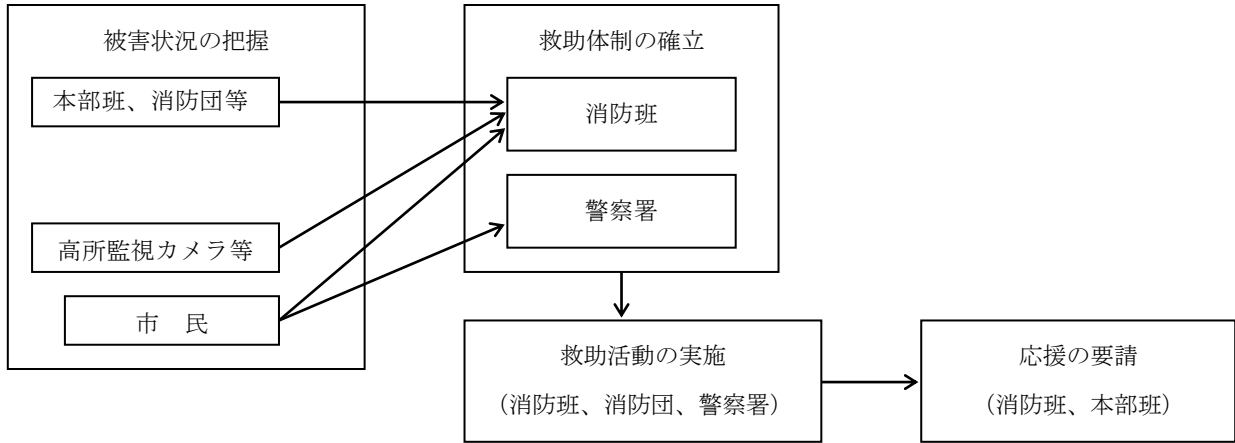 被害状況の把握
本部班、消防団等
高所監視カメラ等
市　民
救助体制の確立
消防班
警察署
救助活動の実施
（消防班、消防団、警察署）
応援の要請
（消防班、本部班）